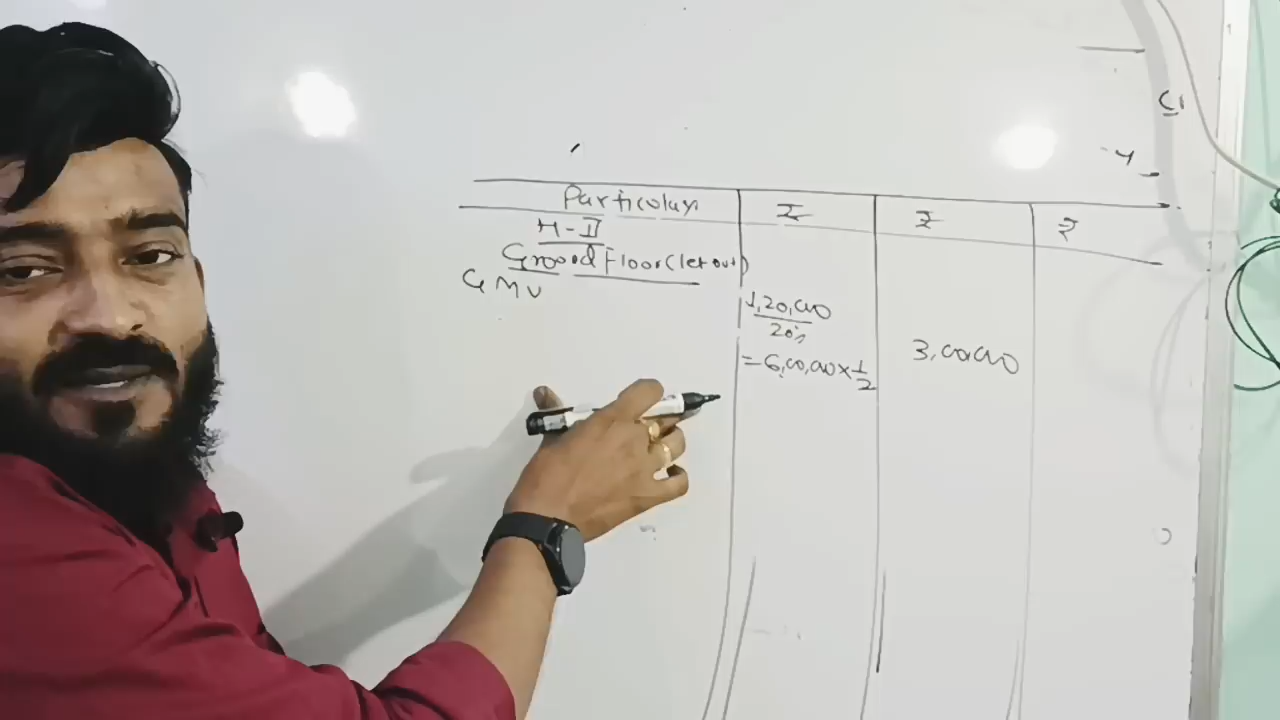 Particulars ₹ ₹ ₹
H-II
Ground Floor (let out)
GMV
1,20,000
20%
= 6,00,000 × 1/2 3,00,000